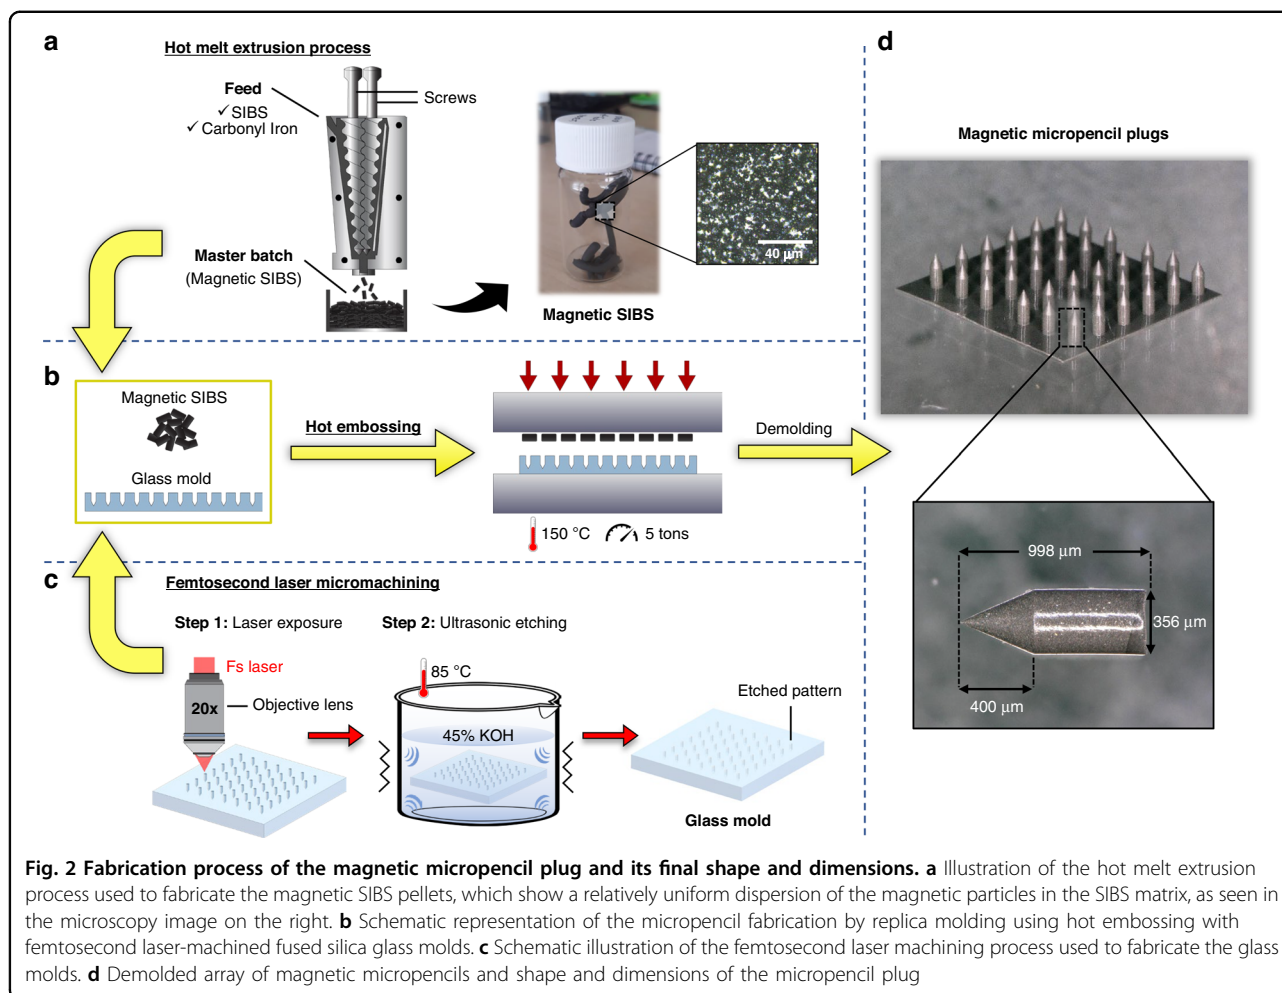 a
Hot melt extrusion process
Feed
✓ SIBS
✓ Carbonyl Iron
Screws
Master batch
(Magnetic SIBS)
40 µm
Magnetic SIBS
b
Magnetic SIBS
Glass mold
Hot embossing
150 °C
5 tons
Demolding
c
Femtosecond laser micromachining
Step 1: Laser exposure
Step 2: Ultrasonic etching
Fs laser
20x
Objective lens
85 °C
45% KOH
Etched pattern
Glass mold
d
Magnetic micropencil plugs
998 µm
356 µm
400 µm
Fig. 2 Fabrication process of the magnetic micropencil plug and its final shape and dimensions. a Illustration of the hot melt extrusion
process used to fabricate the magnetic SIBS pellets, which show a relatively uniform dispersion of the magnetic particles in the SIBS matrix, as seen in
the microscopy image on the right. b Schematic representation of the micropencil fabrication by replica molding using hot embossing with
femtosecond laser-machined fused silica glass molds. c Schematic illustration of the femtosecond laser machining process used to fabricate the glass
molds. d Demolded array of magnetic micropencils and shape and dimensions of the micropencil plug